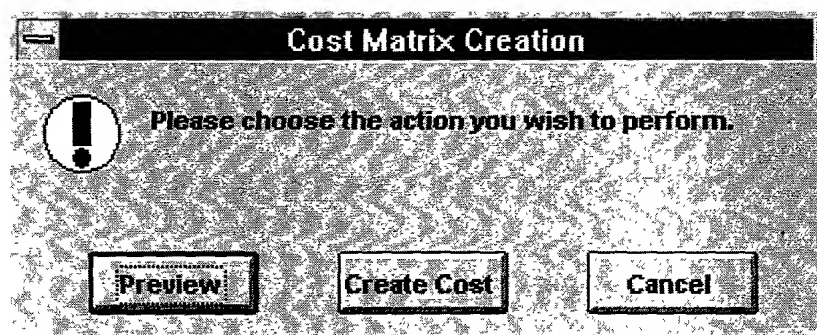 Cost Matrix Creation
Please choose the action you wish to perform.
Preview Create Cost Cancel